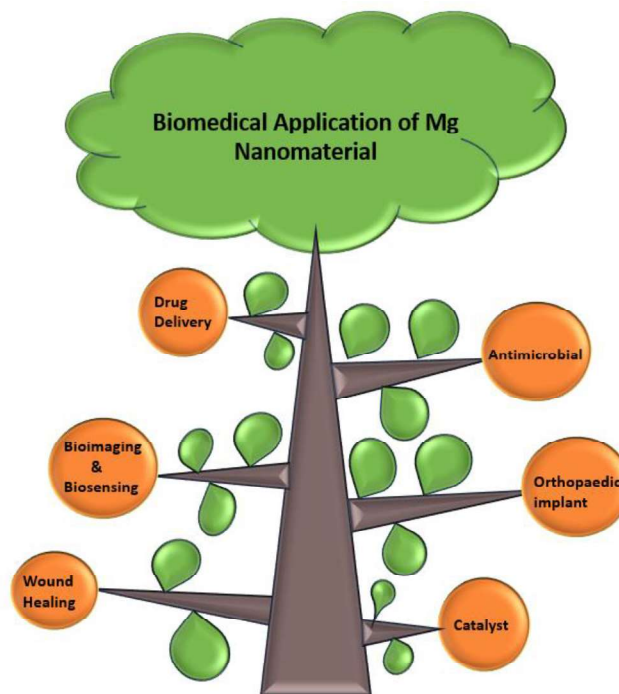 Biomedical Application of Mg
Nanomaterial
Drug
Delivery
Antimicrobial
Bioimaging
&
Biosensing
Orthopaedic
implant
Wound
Healing
Catalyst